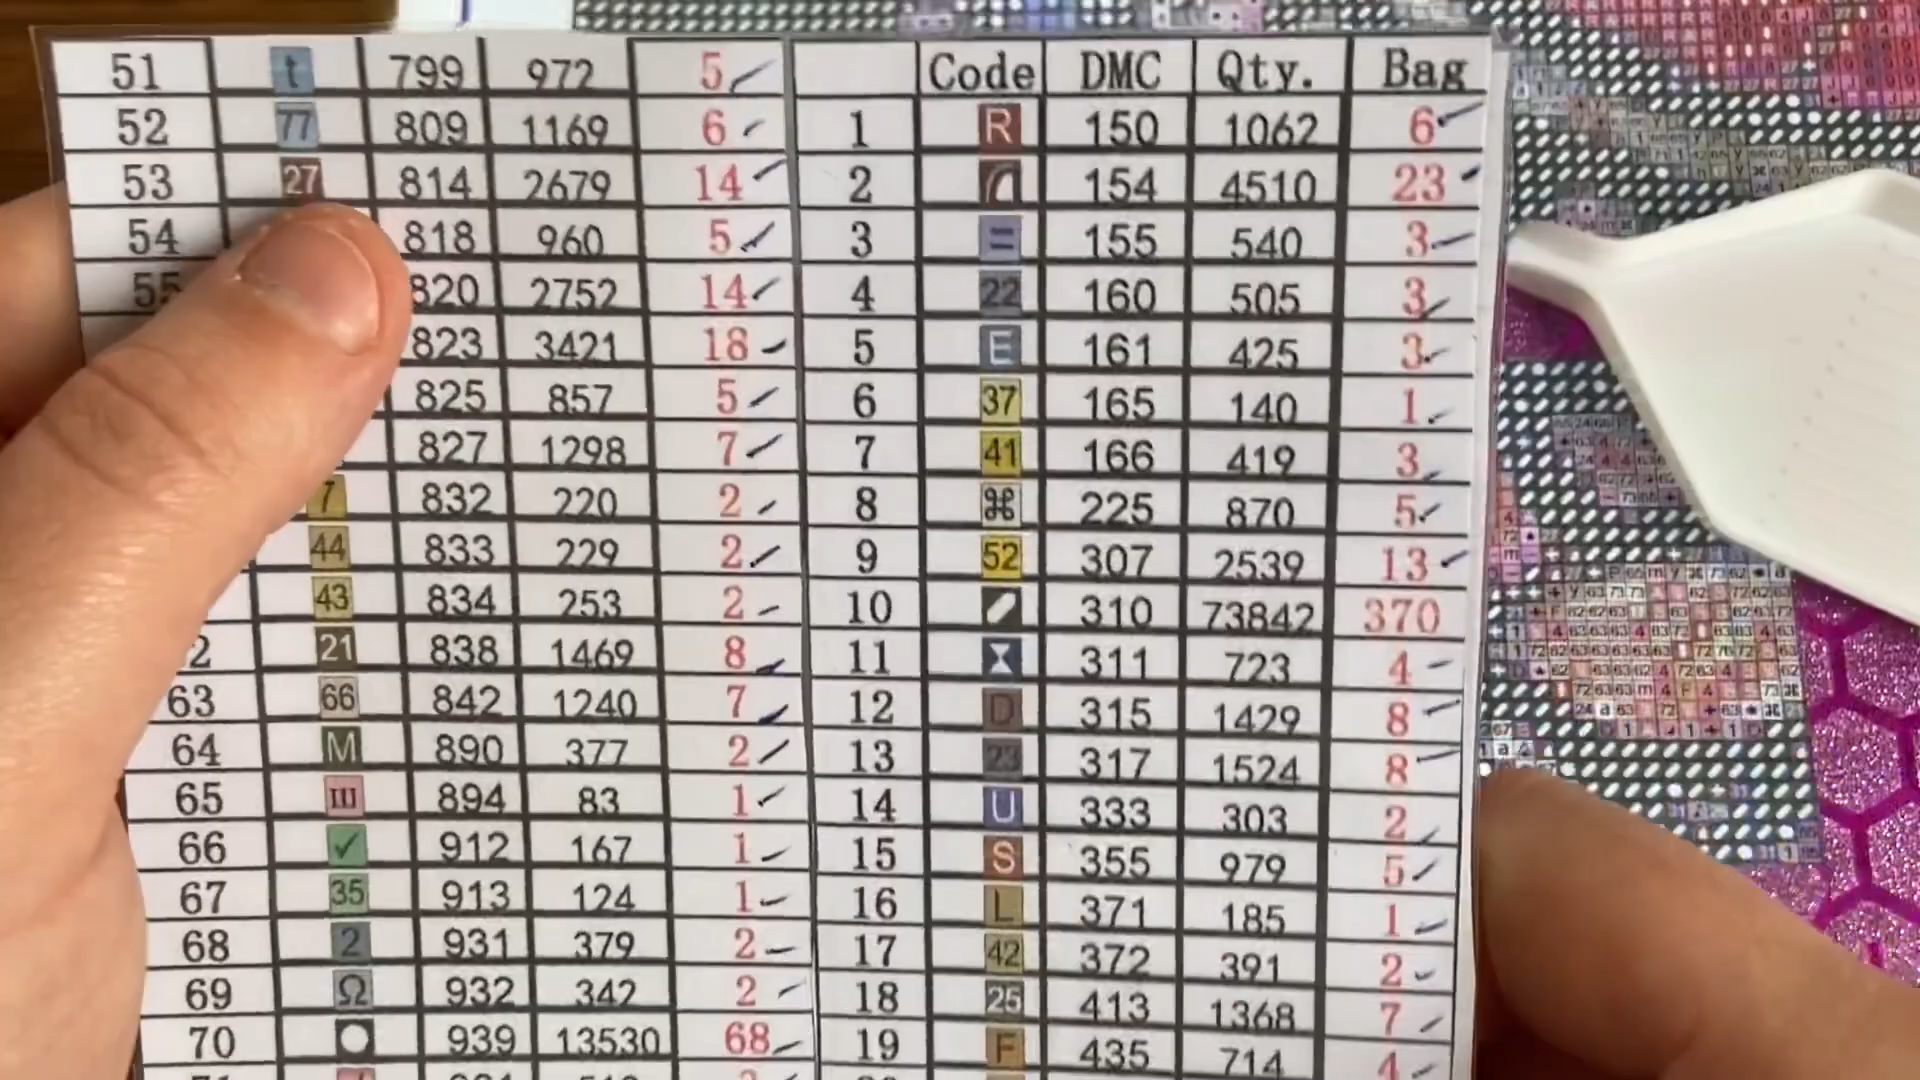 51 t 799 972 5
52 77 809 1169 6
53 27 814 2679 14
54 818 960 5
55 820 2752 14
823 3421 18
825 857 5
827 1298 7
7 832 220 2
44 833 229 2
43 834 253 2
2 21 838 1469 8
63 66 842 1240 7
64 M 890 377 2
65 Ш 894 83 1
66 ✓ 912 167 1
67 35 913 124 1
68 2 931 379 2
69 Ω 932 342 2
70 939 13530 68
Code DMC Qty. Bag
1 R 150 1062 6
2 154 4510 23
3 = 155 540 3
4 22 160 505 3
5 E 161 425 3
6 37 165 140 1
7 41 166 419 3
8 ⌘ 225 870 5
9 52 307 2539 13
10 310 73842 370
11 311 723 4
12 D 315 1429 8
13 23 317 1524 8
14 U 333 303 2
15 S 355 979 5
16 L 371 185 1
17 42 372 391 2
18 25 413 1368 7
19 F 435 714 4